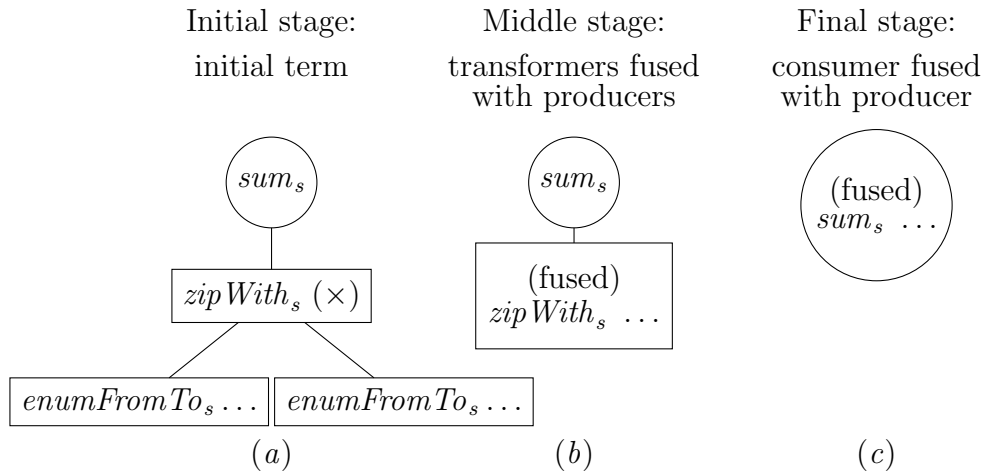 Initial stage:
initial term
sum_s
zipWith_s (×)
enumFromTo_s ...
enumFromTo_s ...
(a)
Middle stage:
transformers fused
with producers
sum_s
(fused)
zipWith_s ...
(b)
Final stage:
consumer fused
with producer
(fused)
sum_s ...
(c)